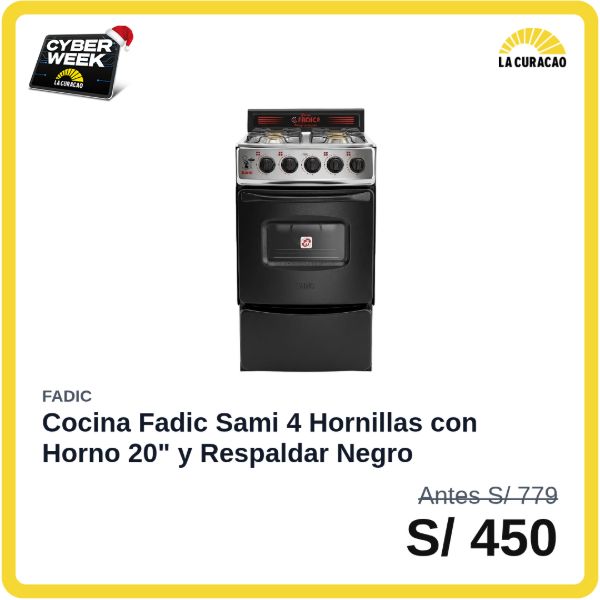 CYBER
WEEK
LA CURACAO
LA CURACAO
FADIC
FADIC
Cocina Fadic Sami 4 Hornillas con
Horno 20" y Respaldar Negro
Antes S/ 779
S/ 450